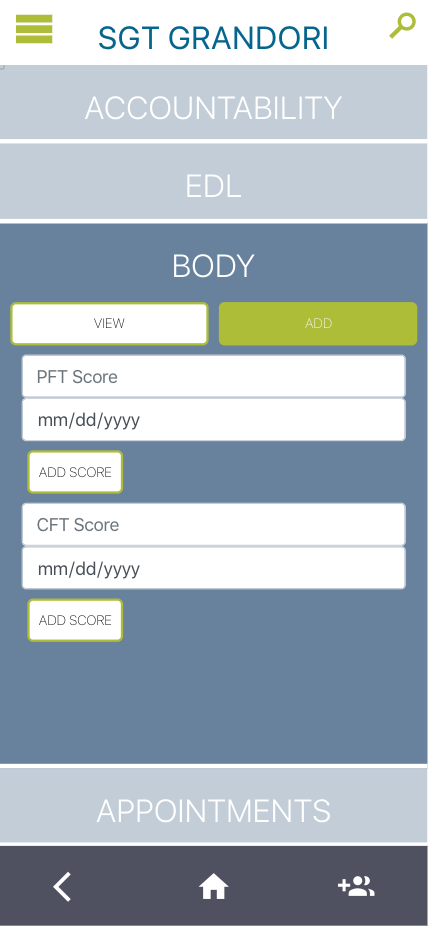 SGT GRANDORI
ACCOUNTABILITY
EDL
BODY
VIEW ADD
PFT Score
mm/dd/yyyy
ADD SCORE
CFT Score
mm/dd/yyyy
ADD SCORE
APPOINTMENTS